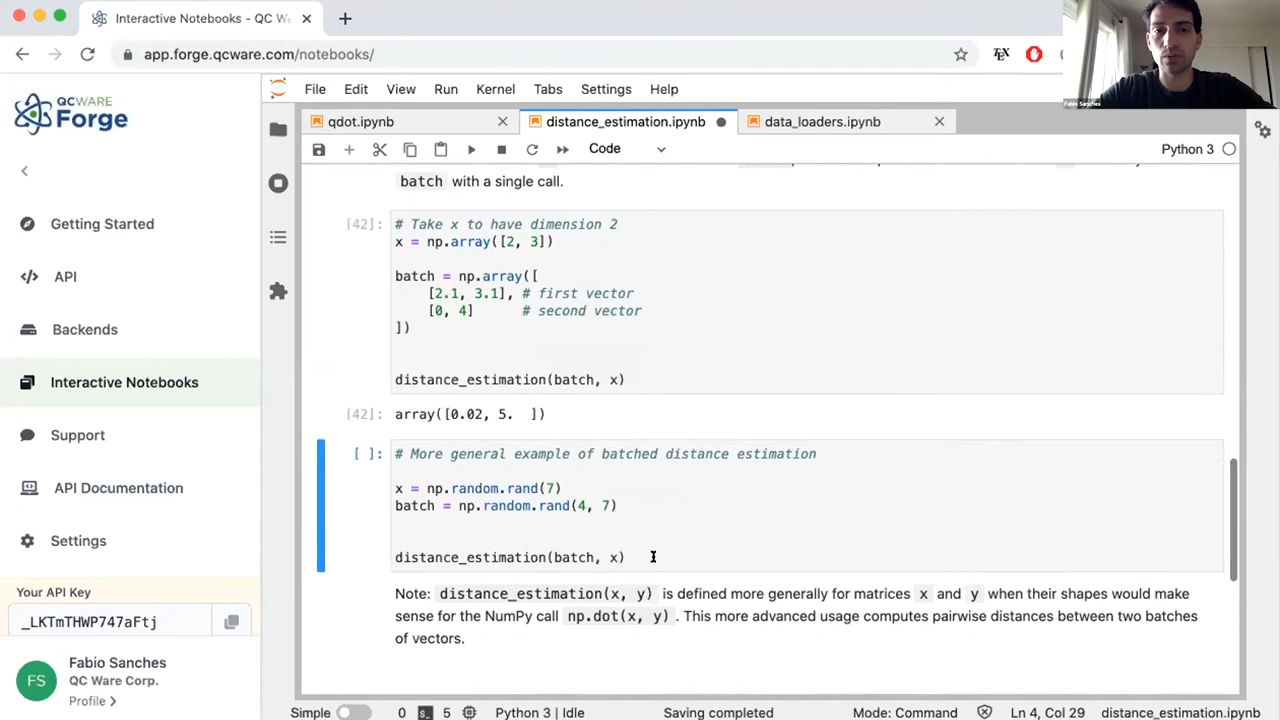 Interactive Notebooks - QC W
app.forge.qcware.com/notebooks/
TEX
Fabio Sanches
QCWARE
Forge
Getting Started
API
Backends
Interactive Notebooks
Support
API Documentation
Settings
Your API Key
_LKTmTHWP747aFtj
FS
Fabio Sanches
QC Ware Corp.
Profile
File Edit View Run Kernel Tabs Settings Help
qdot.ipynb distance_estimation.ipynb data_loaders.ipynb
Code Python 3
batch with a single call.
[42]: # Take x to have dimension 2
x = np.array([2, 3])
batch = np.array([
[2.1, 3.1], # first vector
[0, 4] # second vector
])
distance_estimation(batch, x)
[42]: array([0.02, 5. ])
[ ]: # More general example of batched distance estimation
x = np.random.rand(7)
batch = np.random.rand(4, 7)
distance_estimation(batch, x)
Note: distance_estimation(x, y) is defined more generally for matrices x and y when their shapes would make
sense for the NumPy call np.dot(x, y). This more advanced usage computes pairwise distances between two batches
of vectors.
Simple 0 5 Python 3 | Idle Saving completed Mode: Command Ln 4, Col 29 distance_estimation.ipynb